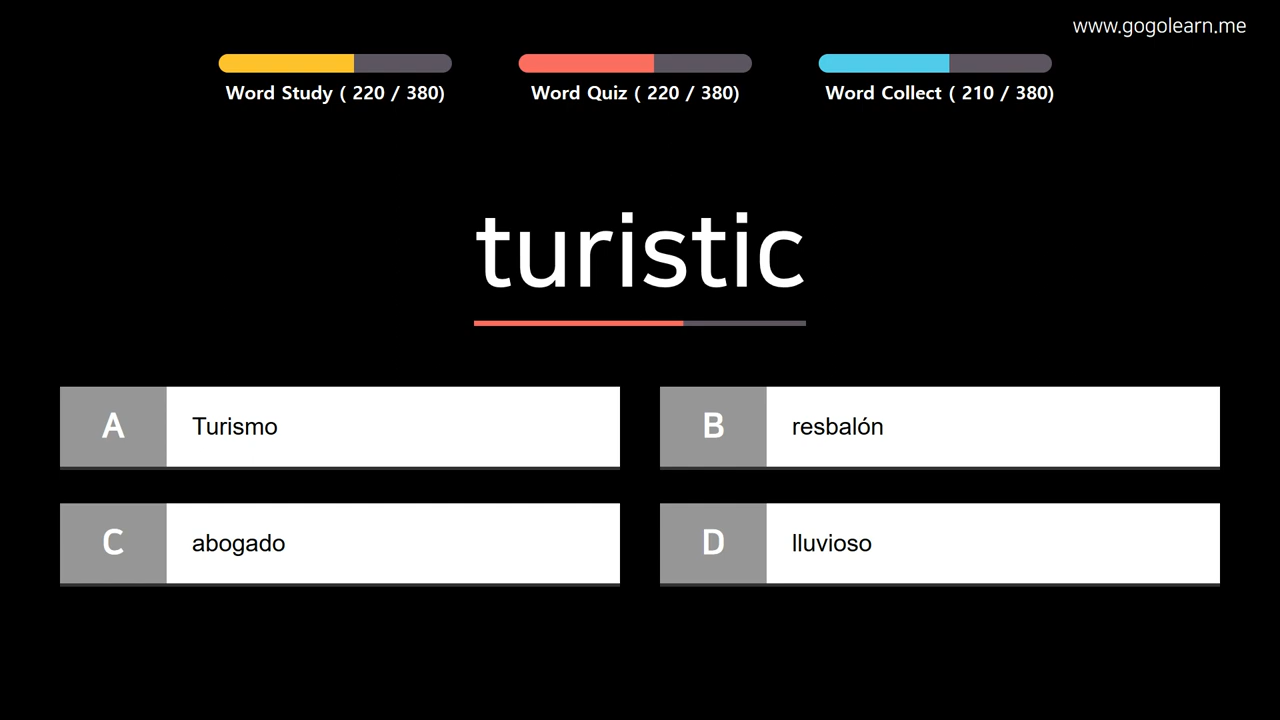 www.gogolearn.me
Word Study ( 220 / 380)
Word Quiz ( 220 / 380)
Word Collect ( 210 / 380)
turistic
A Turismo
B resbalón
C abogado
D lluvioso